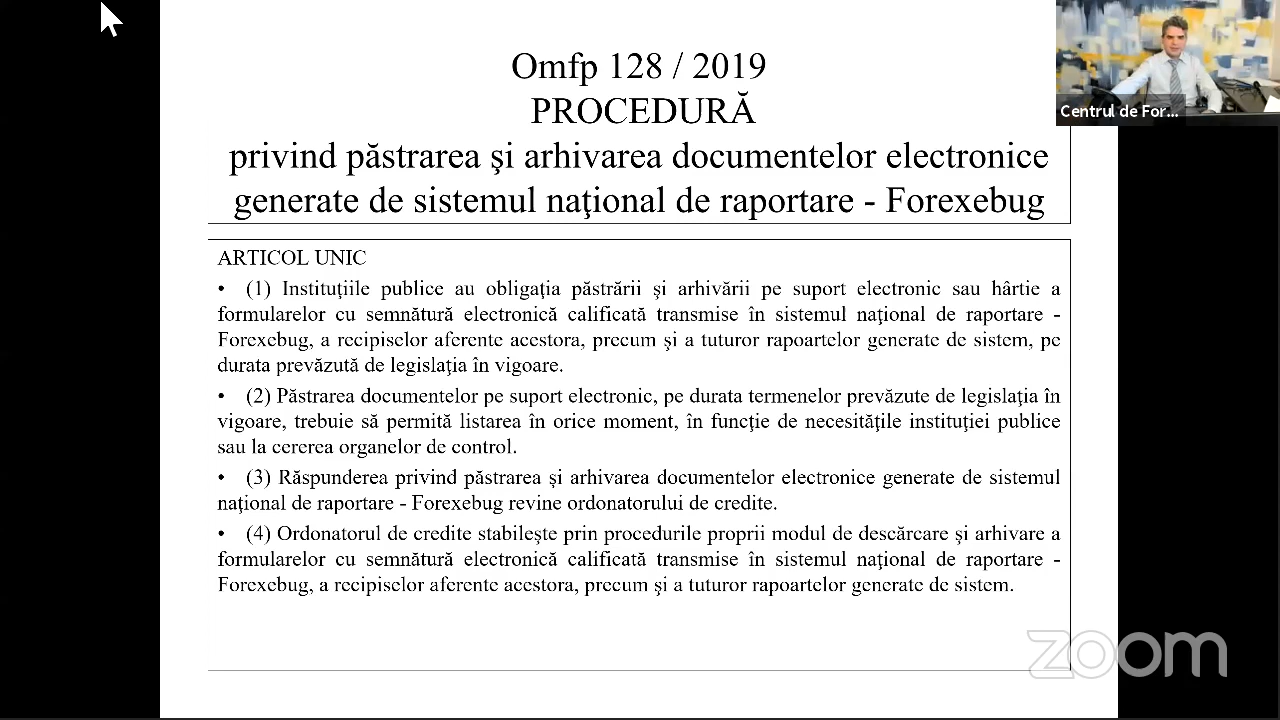 Omfp 128 / 2019
PROCEDURĂ
privind păstrarea şi arhivarea documentelor electronice
generate de sistemul naţional de raportare - Forexebug
Centrul de For...
ARTICOL UNIC
• (1) Instituţiile publice au obligaţia păstrării şi arhivării pe suport electronic sau hârtie a
formularelor cu semnătură electronică calificată transmise în sistemul naţional de raportare -
Forexebug, a recipiselor aferente acestora, precum şi a tuturor rapoartelor generate de sistem, pe
durata prevăzută de legislaţia în vigoare.
• (2) Păstrarea documentelor pe suport electronic, pe durata termenelor prevăzute de legislaţia în
vigoare, trebuie să permită listarea în orice moment, în funcţie de necesităţile instituţiei publice
sau la cererea organelor de control.
• (3) Răspunderea privind păstrarea şi arhivarea documentelor electronice generate de sistemul
naţional de raportare - Forexebug revine ordonatorului de credite.
• (4) Ordonatorul de credite stabileşte prin procedurile proprii modul de descărcare şi arhivare a
formularelor cu semnătură electronică calificată transmise în sistemul naţional de raportare -
Forexebug, a recipiselor aferente acestora, precum şi a tuturor rapoartelor generate de sistem.
zoom